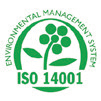 ENVIRONMENTAL MANAGEMENT SYSTEM
ISO 14001